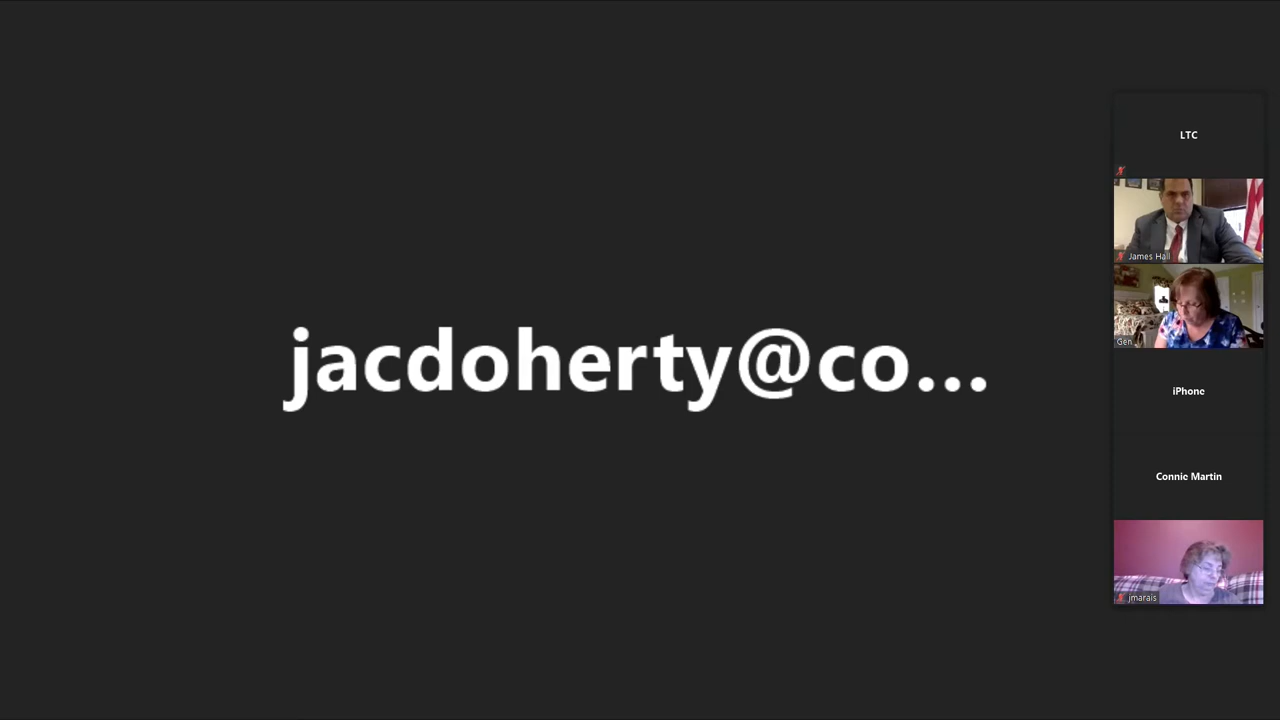 jacdoherty@co...
LTC
James Hall
Gen
iPhone
Connie Martin
jmarais